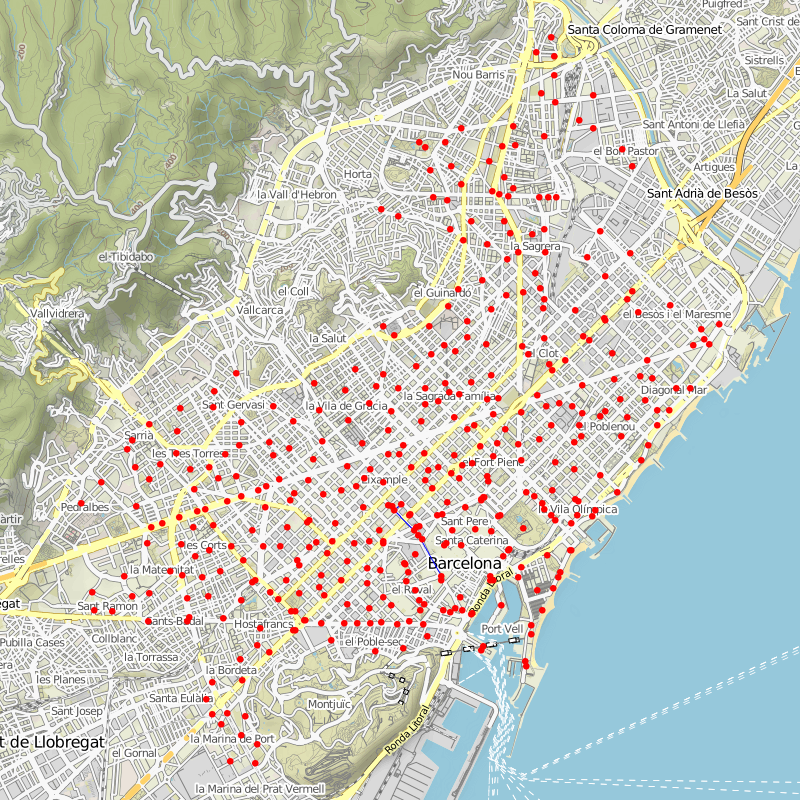 Puigfred
Santa Coloma de Gramenet
Sant Crist de
Sistrells
Nou Barris
La Salut
200
Sant Antoni de Llefià
el Bon Pastor
Artigues
La
400
Horta
la Vall d'Hebron
Sant Adrià de Besòs
200
la Sagrera
el Tibidabo
el Coll
el Guinardó
Vallvidrera
Vallcarca
el Besòs i el Maresme
la Salut
el Clot
Diagonal Mar
la Sagrada Família
Sant Gervasi
la Vila de Gràcia
el Poblenou
Sarrià
les Tres Torres
el Fort Pienc
Eixample
Pedralbes
la Vila Olímpica
Sant Pere
Santa Caterina
les Corts
Barcelona
la Maternitat
el Raval
Ronda Litoral
Sant Ramon
Sants Badal
Hostafrancs
Port Vell
Collblanc
Pubilla Cases
el Poble-sec
la Torrassa
les Planes
la Bordeta
Santa Eulàlia
Montjuïc
Sant Josep
Ronda Litoral
la Marina de Port
t de Llobregat
el Gornal
la Marina del Prat Vermell